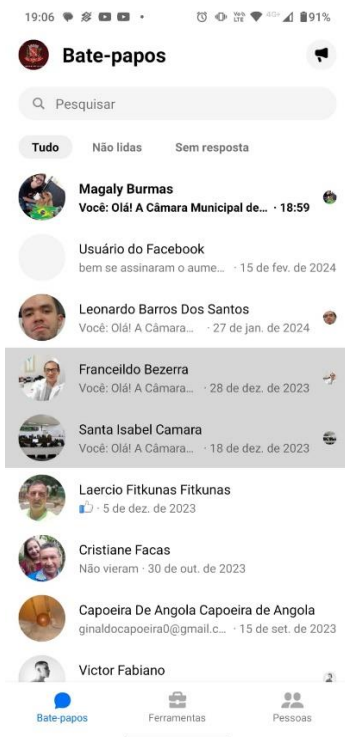 19:06 91%
Bate-papos
Pesquisar
Tudo Não lidas Sem resposta
Magaly Burmas
Você: Olá! A Câmara Municipal de... · 18:59
Usuário do Facebook
bem se assinaram o aume... · 15 de fev. de 2024
Leonardo Barros Dos Santos
Você: Olá! A Câmara... · 27 de jan. de 2024
Franceildo Bezerra
Você: Olá! A Câmara... · 28 de dez. de 2023
Santa Isabel Camara
Você: Olá! A Câmara... · 18 de dez. de 2023
Laercio Fitkunas Fitkunas
👍 · 5 de dez. de 2023
Cristiane Facas
Não vieram · 30 de out. de 2023
Capoeira De Angola Capoeira de Angola
ginaldocapoeira0@gmail.c... · 15 de set. de 2023
Victor Fabiano
Bate-papos Ferramentas Pessoas